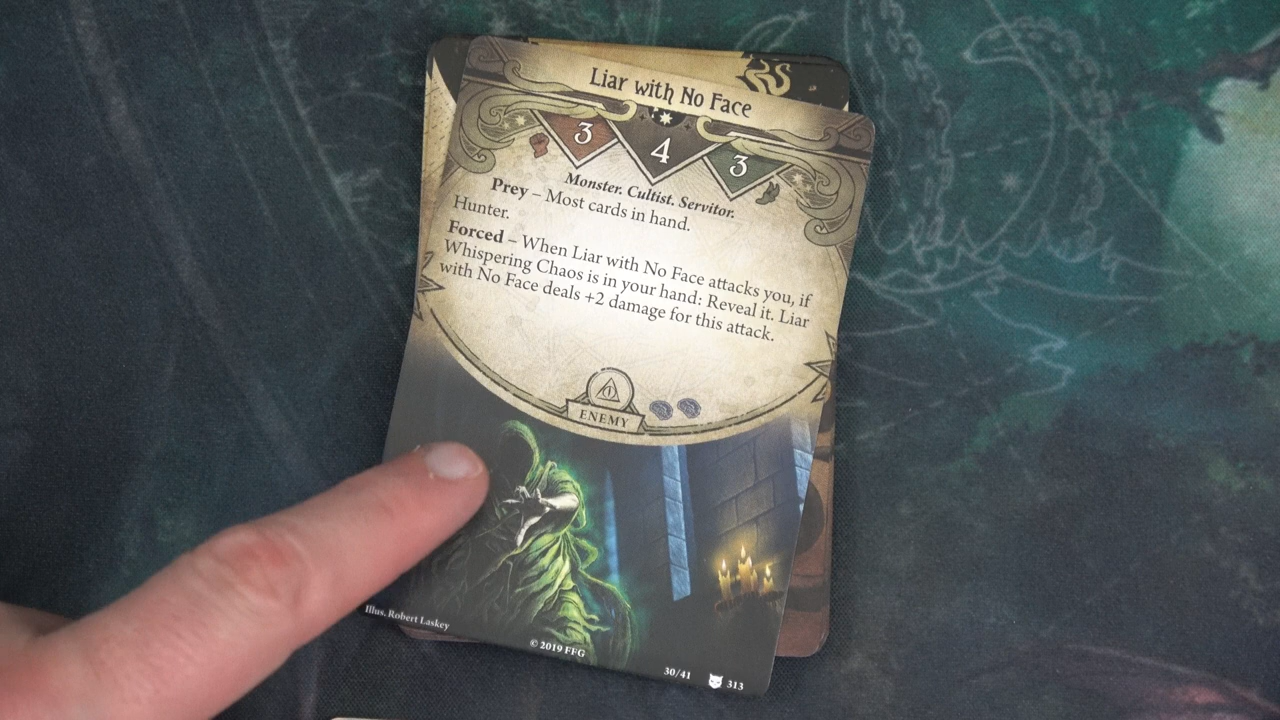 Liar with No Face
3 4 3
Monster. Cultist. Servitor.
Prey – Most cards in hand.
Hunter.
Forced – When Liar with No Face attacks you, if
Whispering Chaos is in your hand: Reveal it. Liar
with No Face deals +2 damage for this attack.
ENEMY
Illus. Robert Laskey
© 2019 FFG
30/41 313